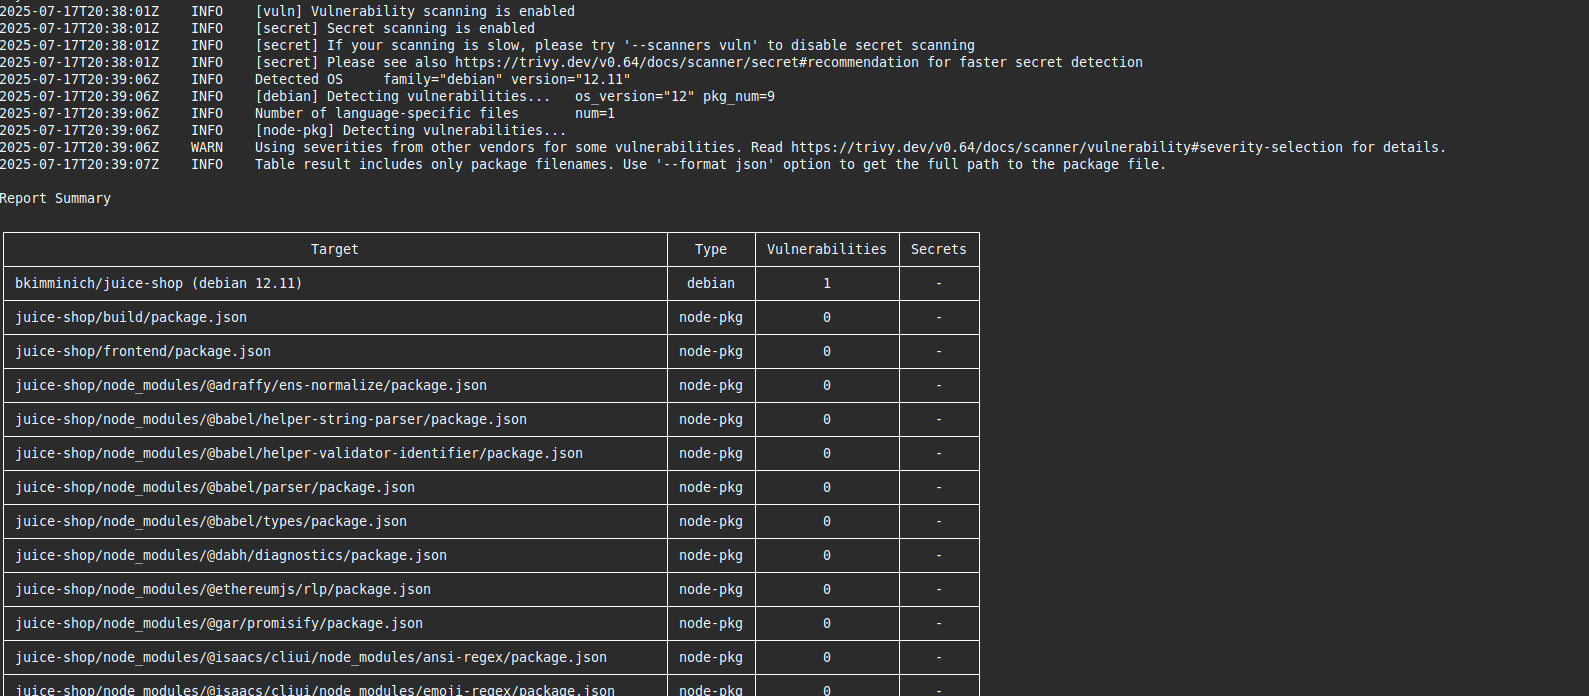 2025-07-17T20:38:01Z    INFO    [vuln] Vulnerability scanning is enabled
2025-07-17T20:38:01Z    INFO    [secret] Secret scanning is enabled
2025-07-17T20:38:01Z    INFO    [secret] If your scanning is slow, please try '--scanners vuln' to disable secret scanning
2025-07-17T20:38:01Z    INFO    [secret] Please see also https://trivy.dev/v0.64/docs/scanner/secret#recommendation for faster secret detection
2025-07-17T20:39:06Z    INFO    Detected OS     family="debian" version="12.11"
2025-07-17T20:39:06Z    INFO    [debian] Detecting vulnerabilities...   os_version="12" pkg_num=9
2025-07-17T20:39:06Z    INFO    Number of language-specific files       num=1
2025-07-17T20:39:06Z    INFO    [node-pkg] Detecting vulnerabilities...
2025-07-17T20:39:06Z    WARN    Using severities from other vendors for some vulnerabilities. Read https://trivy.dev/v0.64/docs/scanner/vulnerability#severity-selection for details.
2025-07-17T20:39:07Z    INFO    Table result includes only package filenames. Use '--format json' option to get the full path to the package file.
Report Summary
Target Type Vulnerabilities Secrets
bkimminich/juice-shop (debian 12.11) debian 1 -
juice-shop/build/package.json node-pkg 0 -
juice-shop/frontend/package.json node-pkg 0 -
juice-shop/node_modules/@adraffy/ens-normalize/package.json node-pkg 0 -
juice-shop/node_modules/@babel/helper-string-parser/package.json node-pkg 0 -
juice-shop/node_modules/@babel/helper-validator-identifier/package.json node-pkg 0 -
juice-shop/node_modules/@babel/parser/package.json node-pkg 0 -
juice-shop/node_modules/@babel/types/package.json node-pkg 0 -
juice-shop/node_modules/@dabh/diagnostics/package.json node-pkg 0 -
juice-shop/node_modules/@ethereumjs/rlp/package.json node-pkg 0 -
juice-shop/node_modules/@gar/promisify/package.json node-pkg 0 -
juice-shop/node_modules/@isaacs/cliui/node_modules/ansi-regex/package.json node-pkg 0 -
juice-shop/node_modules/@isaacs/cliui/node_modules/emoji-regex/package.json node-pkg 0 -